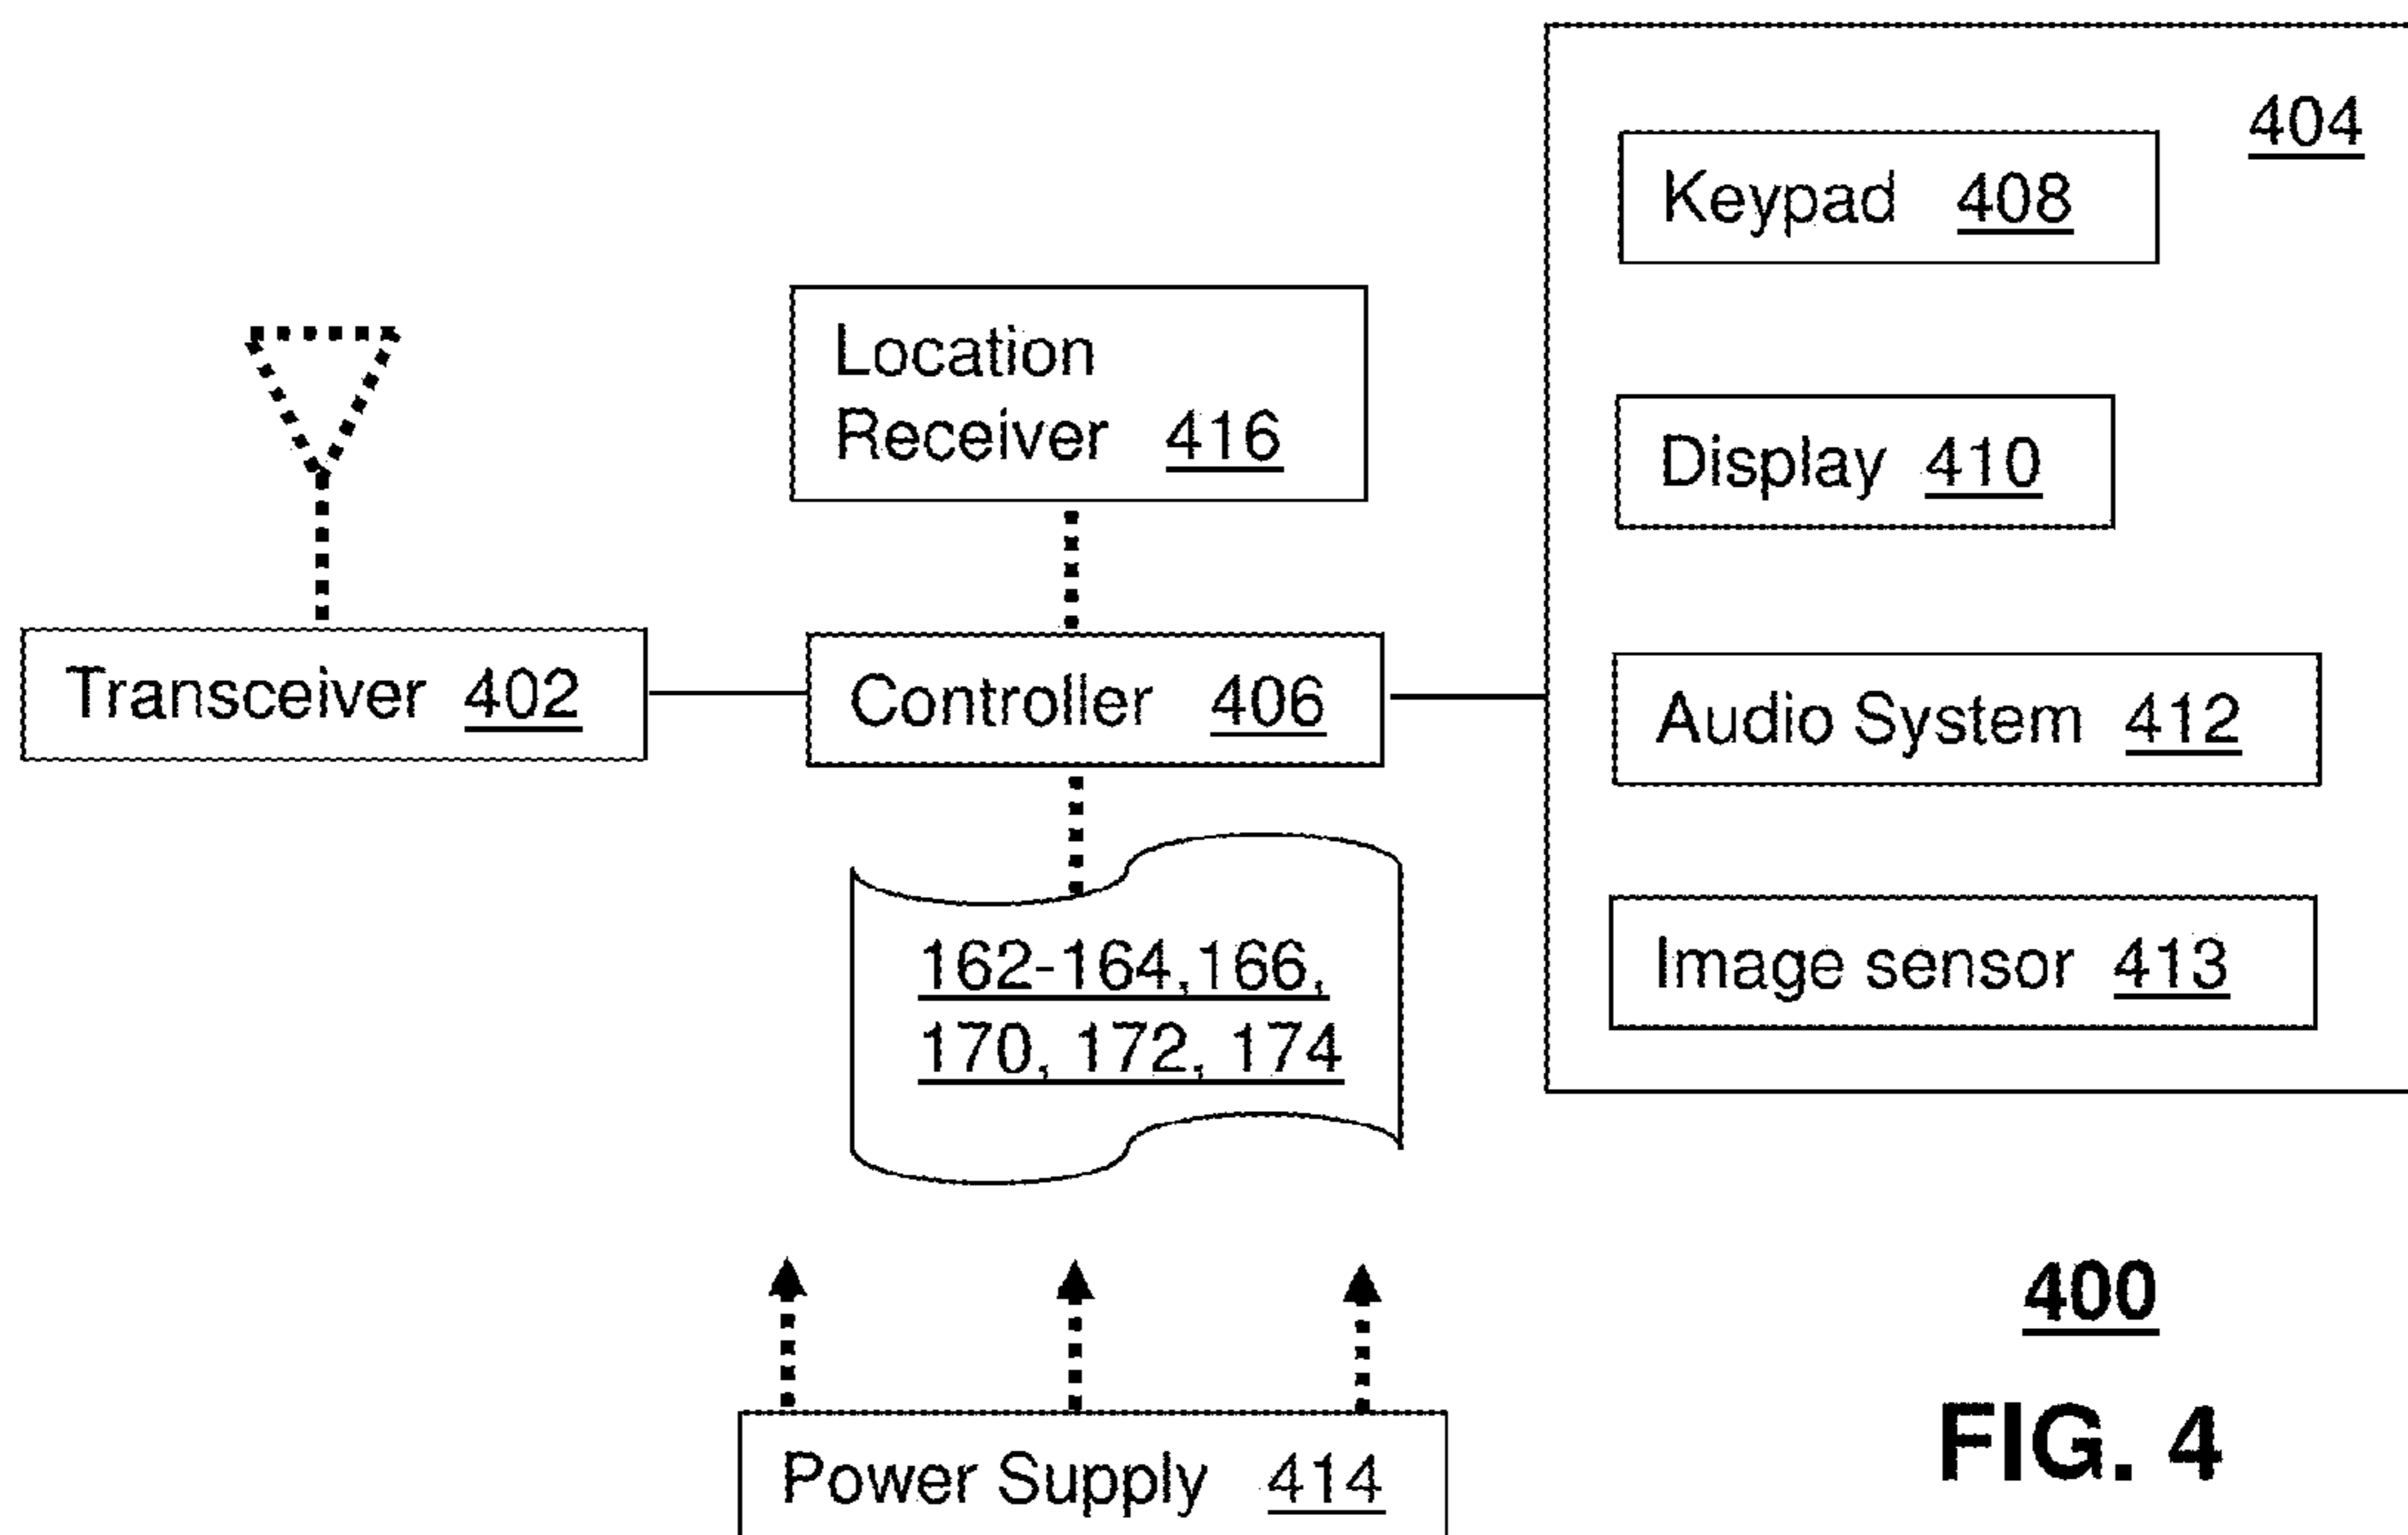 404
Keypad 408
Location
Receiver 416
Display 410
Transceiver 402
Controller 406
Audio System 412
162-164,166,
170, 172, 174
Image sensor 413
400
Power Supply 414
FIG. 4